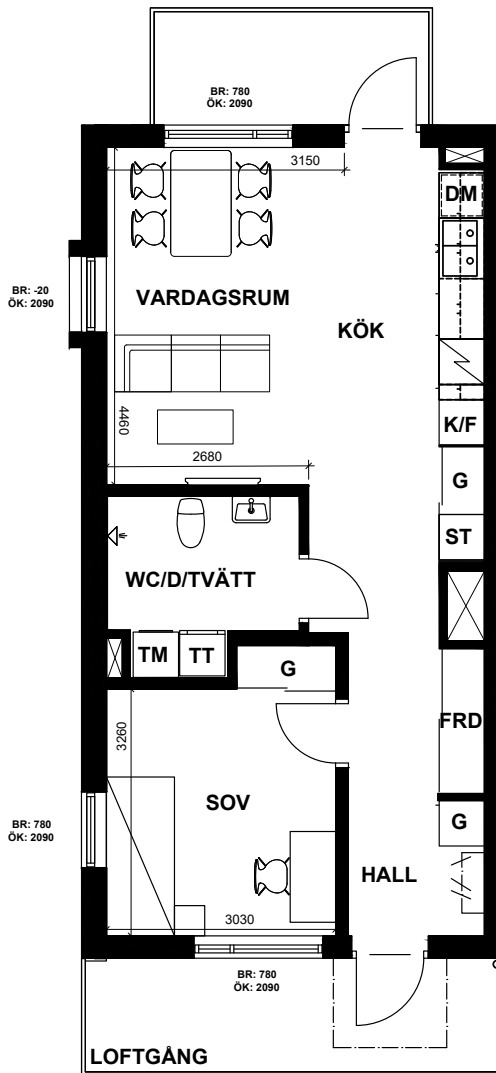 BR: 780
ÖK: 2090
3150
DM
BR: -20
ÖK: 2090
VARDAGSRUM
KÖK
4460
K/F
2680
G
ST
WC/D/TVÄTT
TM
TT
G
3260
FRD
SOV
BR: 780
ÖK: 2090
G
HALL
3030
BR: 780
ÖK: 2090
LOFTGÅNG